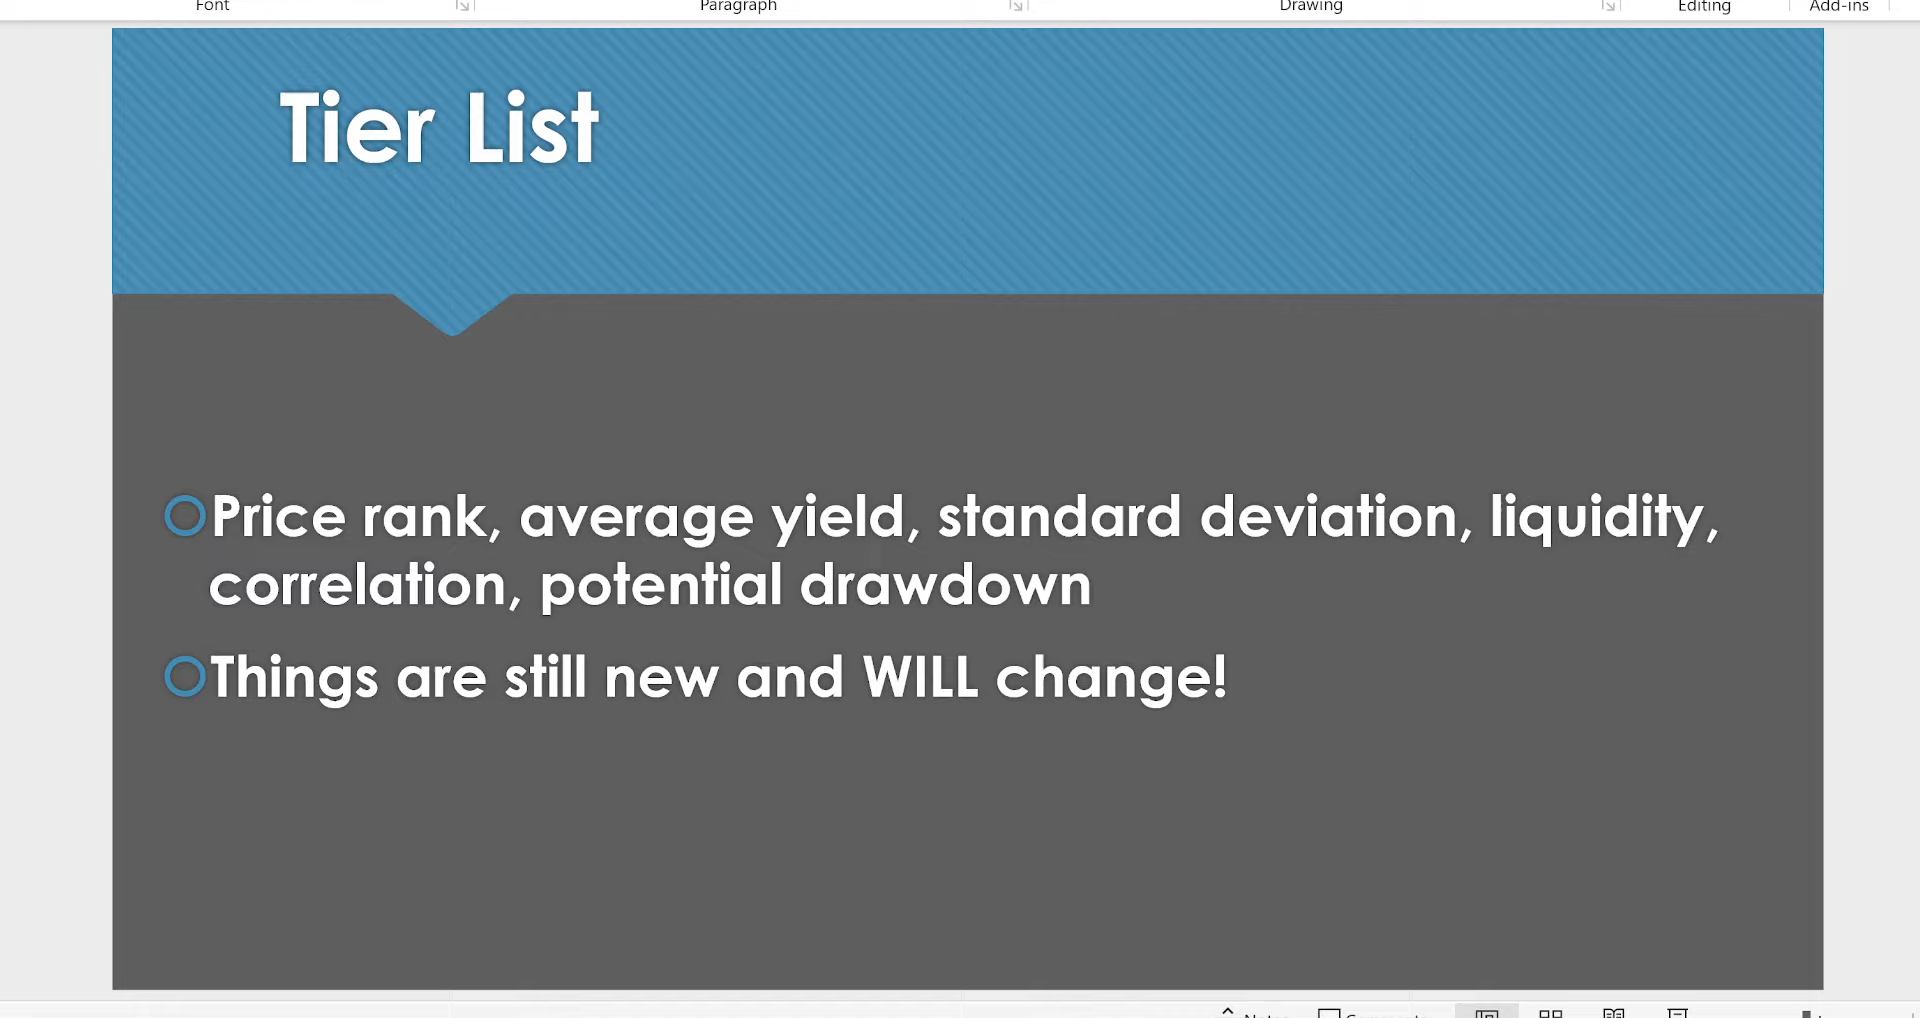 Font Paragraph Drawing Editing Add-ins
Tier List
Price rank, average yield, standard deviation, liquidity,
correlation, potential drawdown
Things are still new and WILL change!